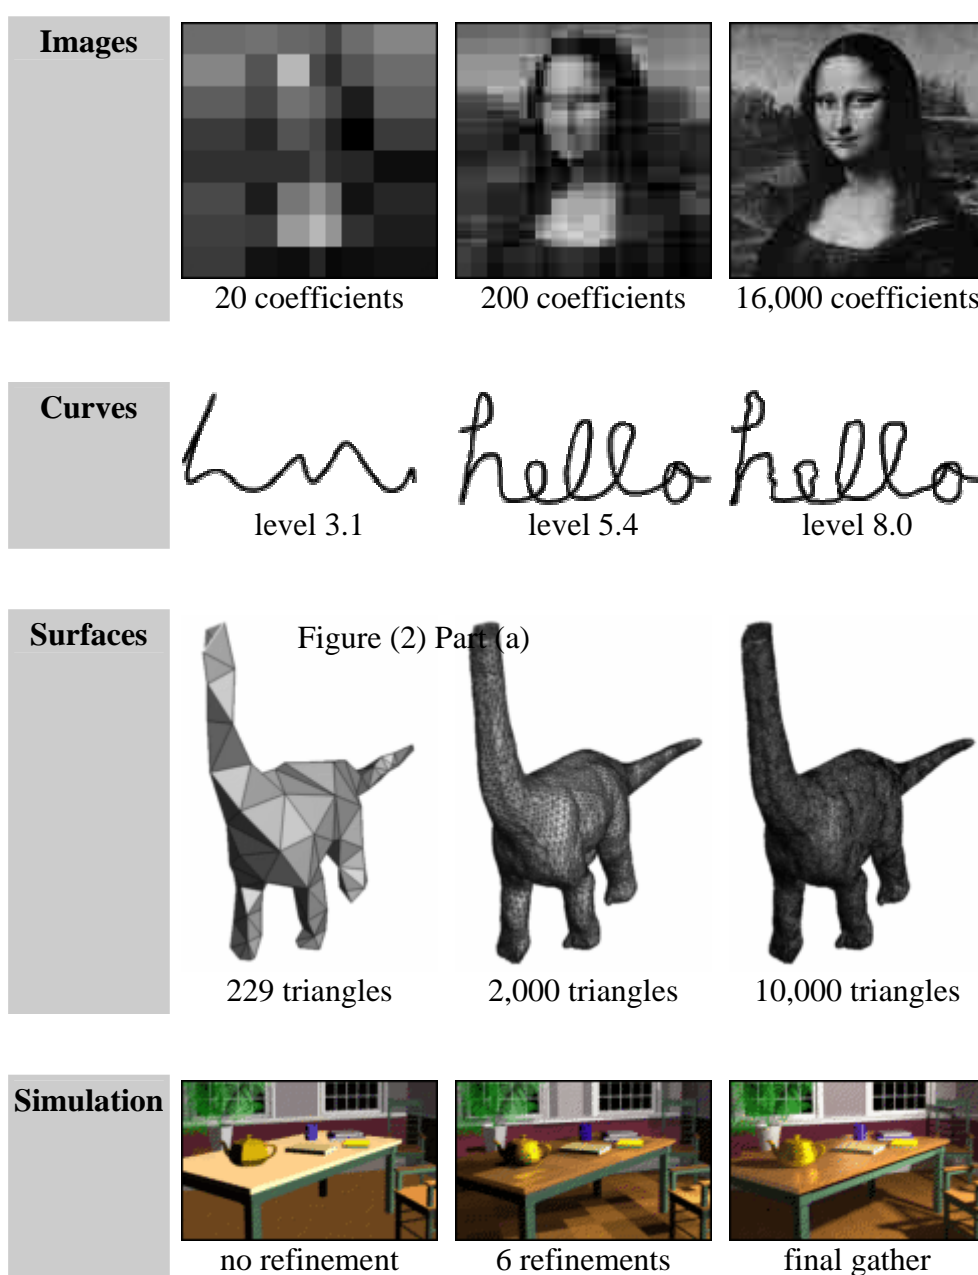 Images
20 coefficients 200 coefficients 16,000 coefficients
Curves
hello hello
level 3.1 level 5.4 level 8.0
Surfaces
Figure (2) Part (a)
229 triangles 2,000 triangles 10,000 triangles
Simulation
no refinement 6 refinements final gather